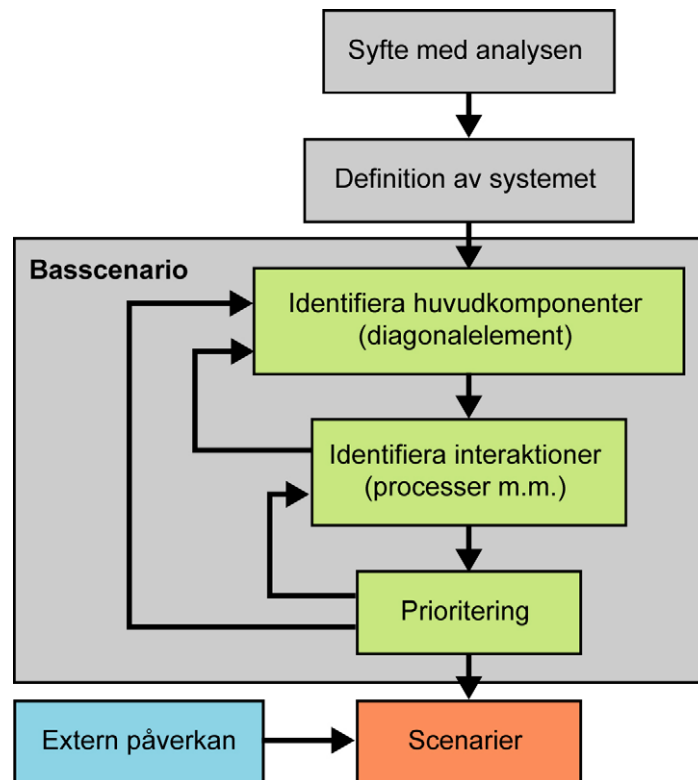 Syfte med analysen
Definition av systemet
Basscenario
Identifiera huvudkomponenter
(diagonalelement)
Identifiera interaktioner
(processer m.m.)
Prioritering
Extern påverkan
Scenarier